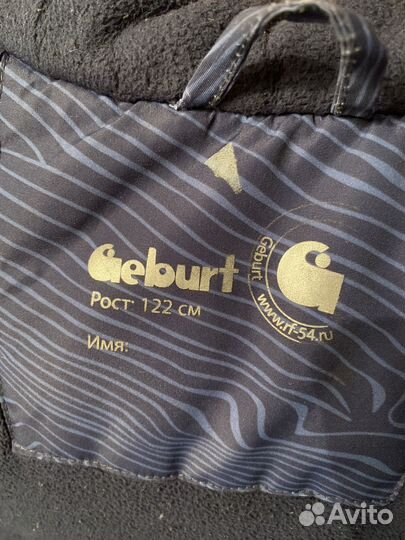 Geburt
Рост: 122 см
Имя:
Geburt
G
www.rf-54.ru
Avito